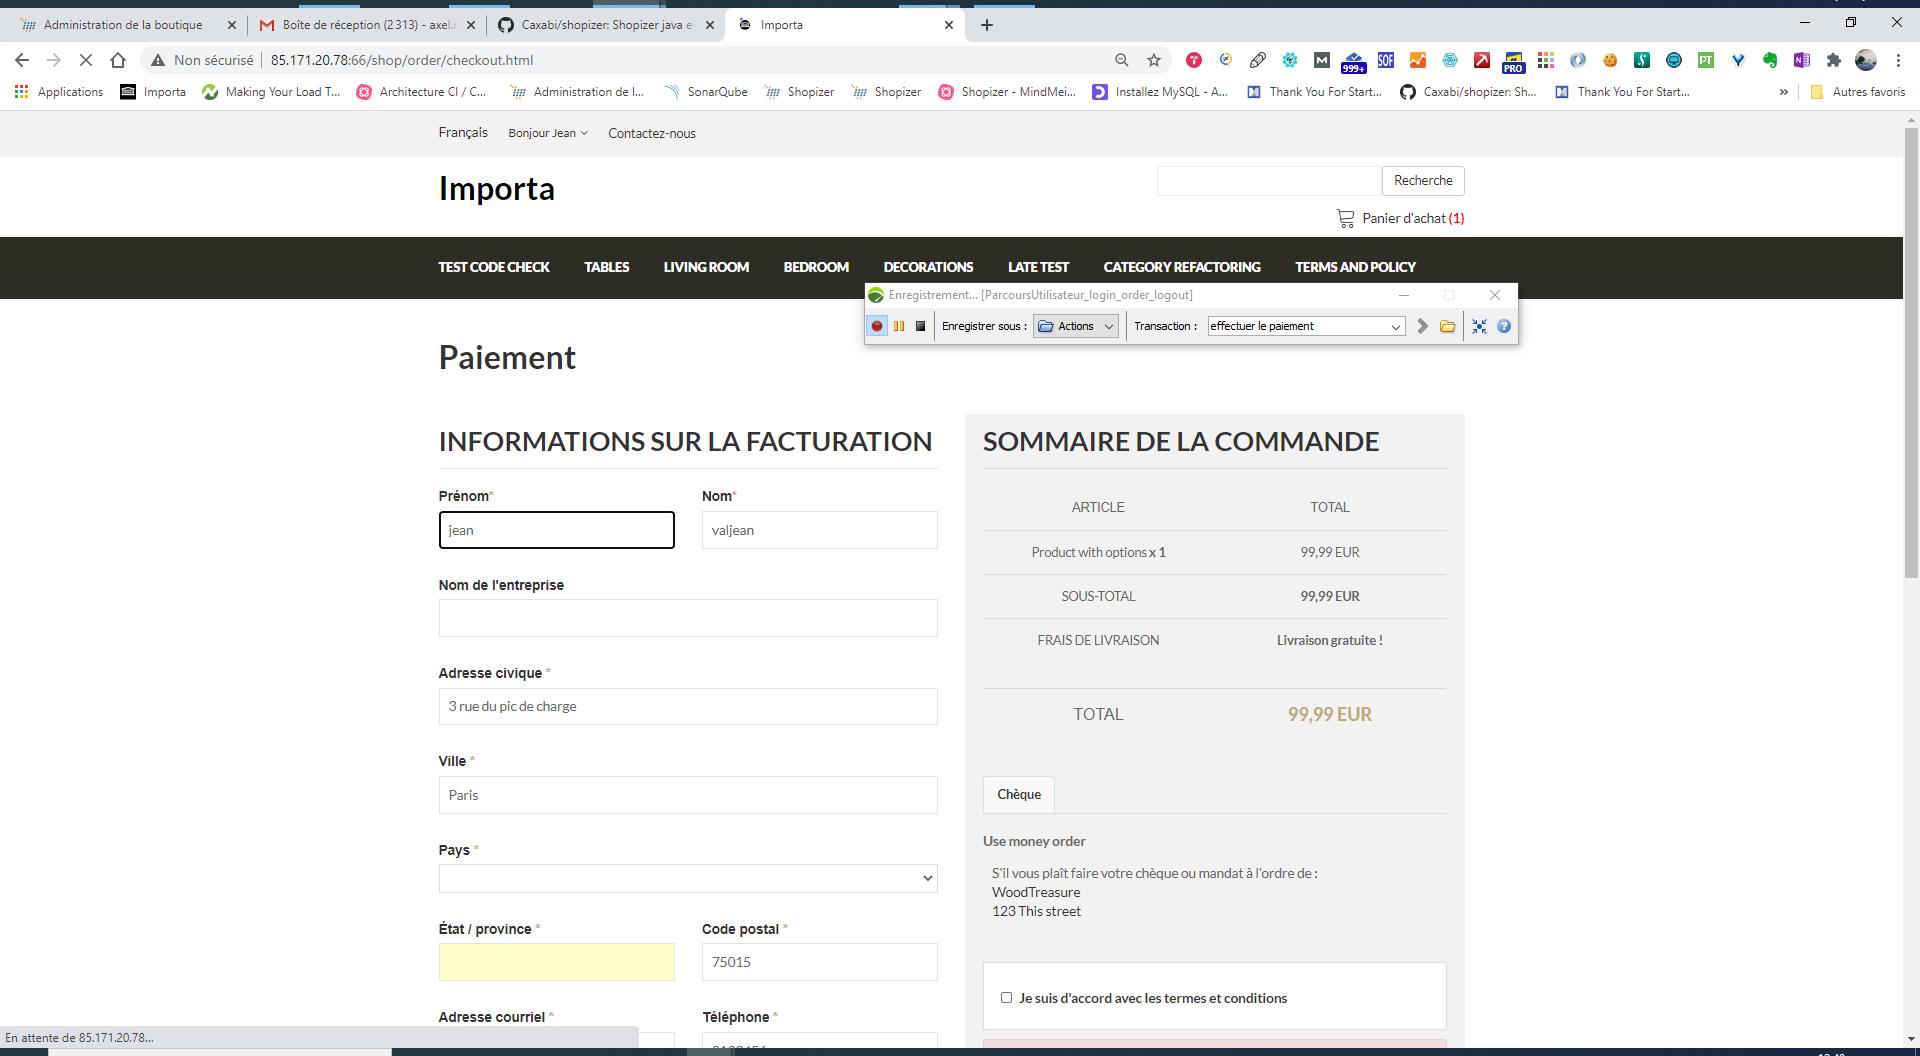 Administration de la boutique
Boîte de réception (2 313) - axel.r
Caxabi/shopizer: Shopizer java e-
Importa
Non sécurisé
85.171.20.78:66/shop/order/checkout.html
999+
SOF
PRO
PT
Applications
Importa
Making Your Load T...
Architecture CI / C...
Administration de l...
SonarQube
Shopizer
Shopizer
Shopizer - MindMei...
Installez MySQL - A...
Thank You For Start...
Caxabi/shopizer: Sh...
Thank You For Start...
»
Autres favoris
Français
Bonjour Jean
Contactez-nous
Importa
Recherche
Panier d'achat (1)
TEST CODE CHECK
TABLES
LIVING ROOM
BEDROOM
DECORATIONS
LATE TEST
CATEGORY REFACTORING
TERMS AND POLICY
Enregistrement... [ParcoursUtilisateur_login_order_logout]
Enregistrer sous :
Actions
Transaction :
effectuer le paiement
Paiement
INFORMATIONS SUR LA FACTURATION
Prénom*
Nom*
jean
valjean
Nom de l'entreprise
Adresse civique *
3 rue du pic de charge
Ville *
Paris
Pays *
État / province *
Code postal *
75015
Adresse courriel *
Téléphone *
SOMMAIRE DE LA COMMANDE
ARTICLE
TOTAL
Product with options x 1
99,99 EUR
SOUS-TOTAL
99,99 EUR
FRAIS DE LIVRAISON
Livraison gratuite !
TOTAL
99,99 EUR
Chèque
Use money order
S'il vous plaît faire votre chèque ou mandat à l'ordre de :
WoodTreasure
123 This street
Je suis d'accord avec les termes et conditions
En attente de 85.171.20.78...